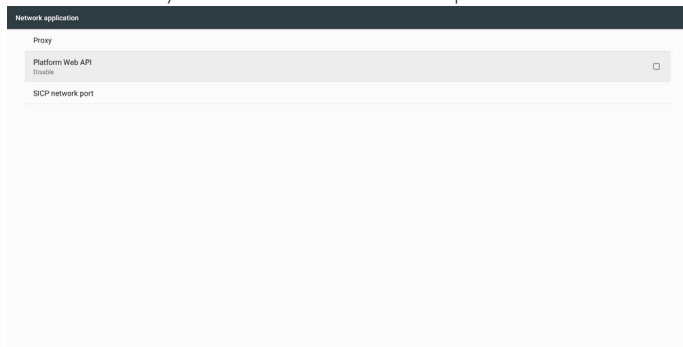 Network application
Proxy
Platform Web API
Disable
SICP network port